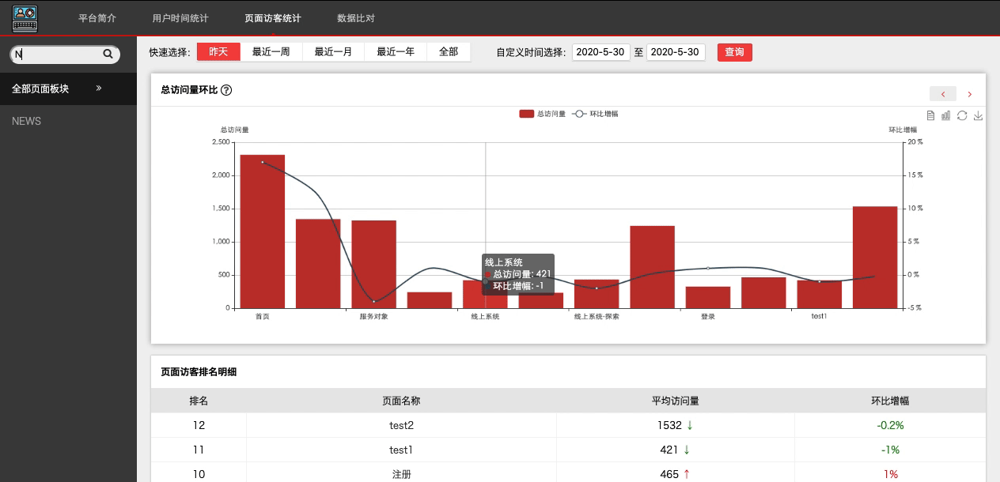 平台简介 用户时间统计 页面访客统计 数据比对
N
快速选择: 昨天 最近一周 最近一月 最近一年 全部 自定义时间选择: 2020-5-30 至 2020-5-30 查询
全部页面板块 »
NEWS
总访问量环比 ?
总访问量 环比增幅
总访问量 环比增幅
2,500 20 %
2,000 15 %
1,500 10 %
1,000 5 %
500 0 %
0 -5 %
线上系统
总访问量: 421
环比增幅: -1
首页 服务对象 线上系统 线上系统-探索 登录 test1
页面访客排名明细
排名 页面名称 平均访问量 环比增幅
12 test2 1532 ↓ -0.2%
11 test1 421 ↓ -1%
10 注册 465 ↑ 1%